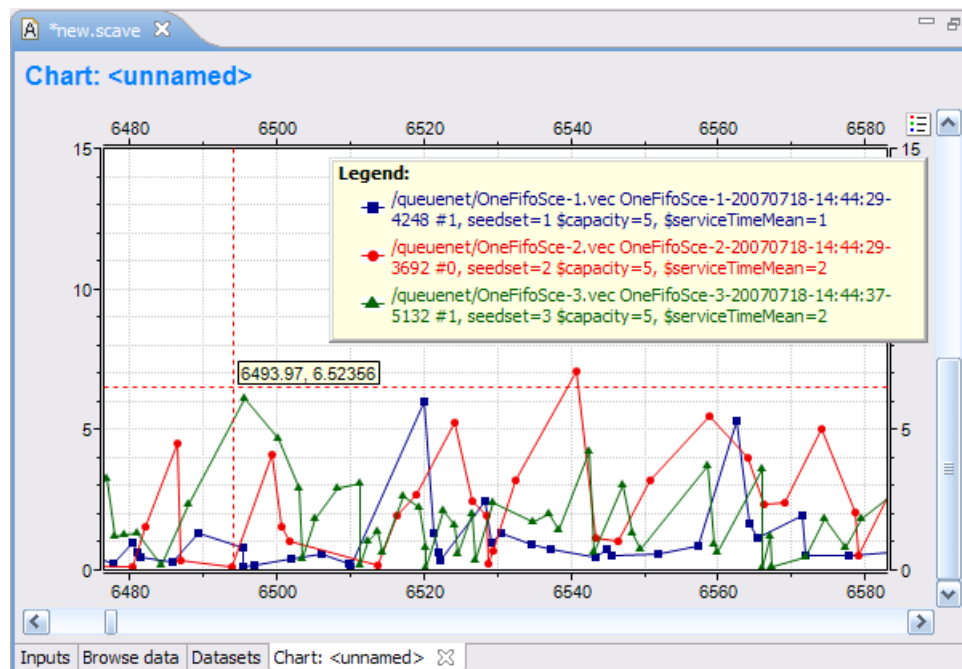 *new.scave
Chart: <unnamed>
6480 6500 6520 6540 6560 6580
15 15
Legend:
/queuenet/OneFifoSce-1.vec OneFifoSce-1-20070718-14:44:29-
4248 #1, seedset=1 $capacity=5, $serviceTimeMean=1
/queuenet/OneFifoSce-2.vec OneFifoSce-2-20070718-14:44:29-
3692 #0, seedset=2 $capacity=5, $serviceTimeMean=2
/queuenet/OneFifoSce-3.vec OneFifoSce-3-20070718-14:44:37-
5132 #1, seedset=3 $capacity=5, $serviceTimeMean=2
10
6493.97, 6.52356
5 5
0 0
6480 6500 6520 6540 6560 6580
Inputs Browse data Datasets Chart: <unnamed>